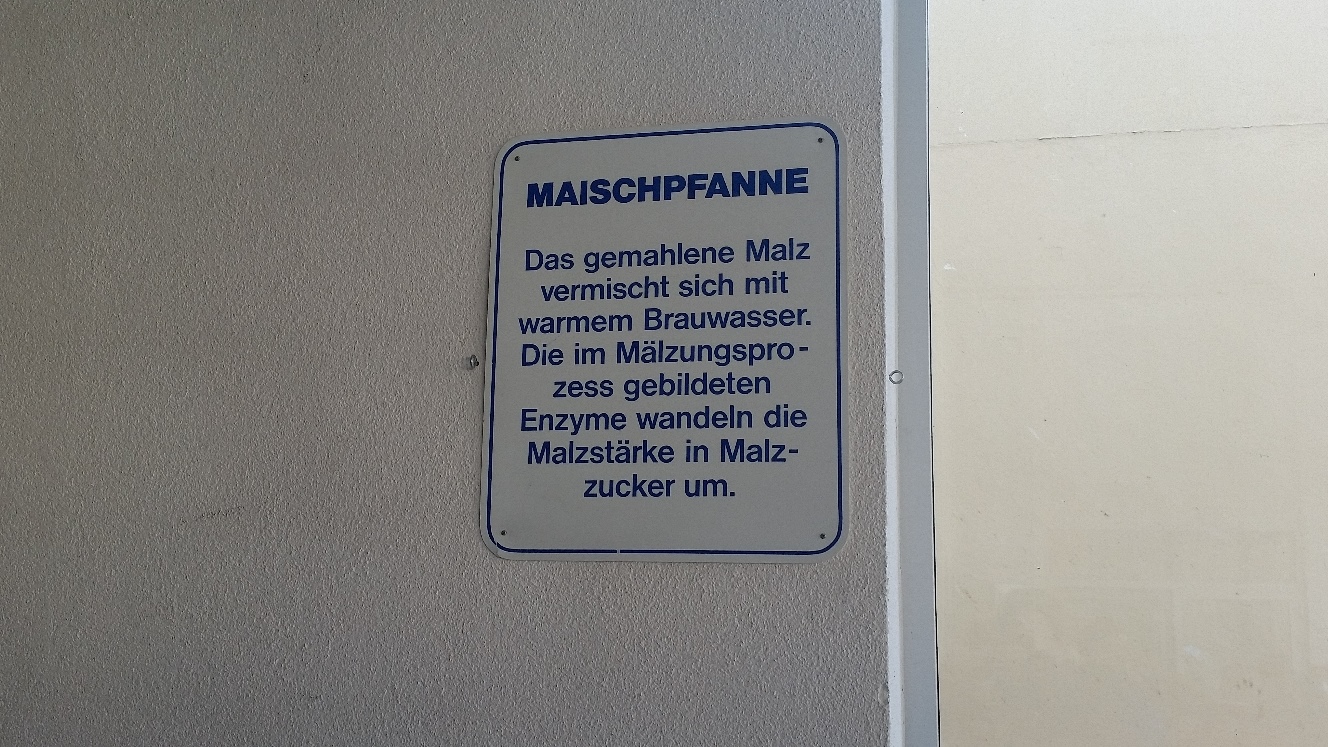 MAISCHPFANNE
Das gemahlene Malz
vermischt sich mit
warmem Brauwasser.
Die im Mälzungspro-
zess gebildeten
Enzyme wandeln die
Malzstärke in Malz-
zucker um.